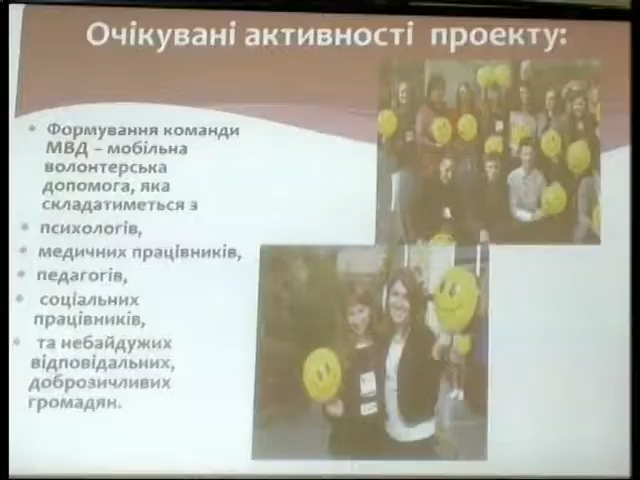 Очікувані активності проекту:
• Формування команди
МВД – мобільна
волонтерська
допомога, яка
складатиметься з
• психологів,
• медичних працівників,
• педагогів,
• соціальних
працівників,
• та небайдужих
відповідальних,
доброзичливих
громадян.